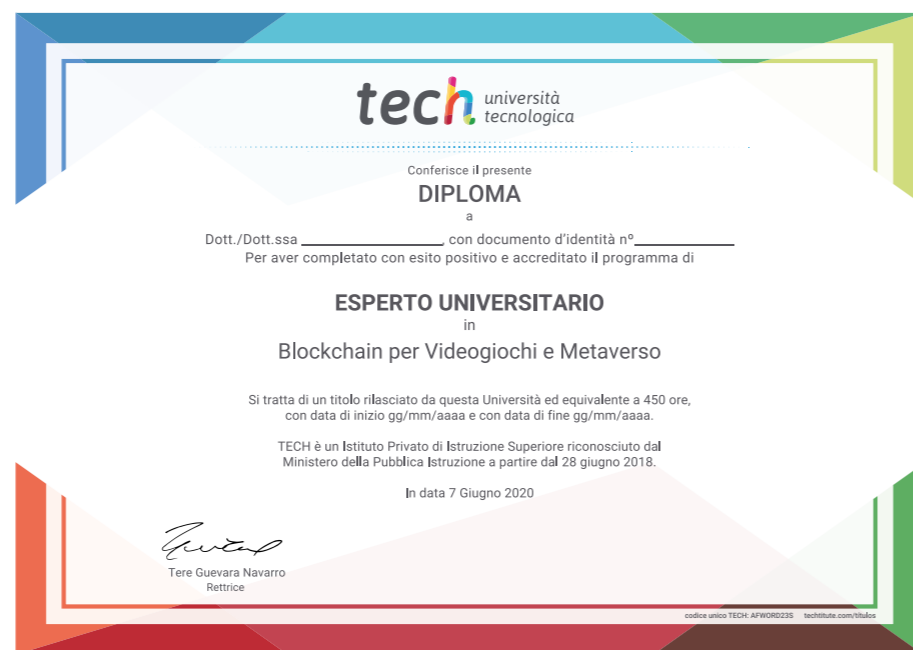 tech università
tecnologica
Conferisce il presente
DIPLOMA
a
Dott./Dott.ssa ____________________, con documento d'identità nº______________
Per aver completato con esito positivo e accreditato il programma di
ESPERTO UNIVERSITARIO
in
Blockchain per Videogiochi e Metaverso
Si tratta di un titolo rilasciato da questa Università ed equivalente a 450 ore,
con data di inizio gg/mm/aaaa e con data di fine gg/mm/aaaa.
TECH è un Istituto Privato di Istruzione Superiore riconosciuto dal
Ministero della Pubblica Istruzione a partire dal 28 giugno 2018.
In data 7 Giugno 2020
Tere Guevara Navarro
Rettrice
codice unico TECH: AFWORD23S techtitute.com/titulos